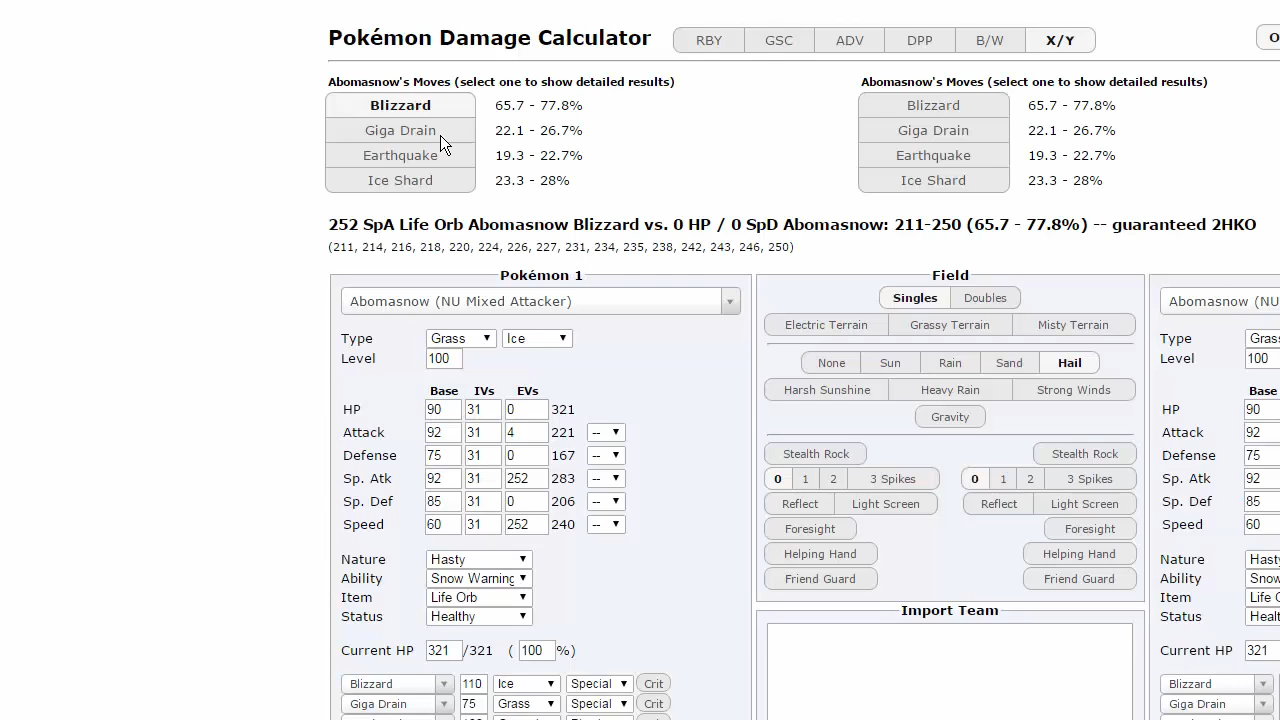 Pokémon Damage Calculator RBY GSC ADV DPP B/W X/Y
Abomasnow's Moves (select one to show detailed results) Abomasnow's Moves (select one to show detailed results)
Blizzard 65.7 - 77.8% Blizzard 65.7 - 77.8%
Giga Drain 22.1 - 26.7% Giga Drain 22.1 - 26.7%
Earthquake 19.3 - 22.7% Earthquake 19.3 - 22.7%
Ice Shard 23.3 - 28% Ice Shard 23.3 - 28%
252 SpA Life Orb Abomasnow Blizzard vs. 0 HP / 0 SpD Abomasnow: 211-250 (65.7 - 77.8%) -- guaranteed 2HKO
(211, 214, 216, 218, 220, 224, 226, 227, 231, 234, 235, 238, 242, 243, 246, 250)
Pokémon 1
Abomasnow (NU Mixed Attacker)
Type Grass Ice
Level 100
Base IVs EVs
HP 90 31 0 321
Attack 92 31 4 221 --
Defense 75 31 0 167 --
Sp. Atk 92 31 252 283 --
Sp. Def 85 31 0 206 --
Speed 60 31 252 240 --
Nature Hasty
Ability Snow Warning
Item Life Orb
Status Healthy
Current HP 321 /321 ( 100 %)
Blizzard 110 Ice Special Crit
Giga Drain 75 Grass Special Crit
Field
Singles Doubles
Electric Terrain Grassy Terrain Misty Terrain
None Sun Rain Sand Hail
Harsh Sunshine Heavy Rain Strong Winds
Gravity
Stealth Rock Stealth Rock
0 1 2 3 Spikes 0 1 2 3 Spikes
Reflect Light Screen Reflect Light Screen
Foresight Foresight
Helping Hand Helping Hand
Friend Guard Friend Guard
Import Team
Abomasnow (NU
Type Gras
Level 100
Base
HP 90
Attack 92
Defense 75
Sp. Atk 92
Sp. Def 85
Speed 60
Nature Hasty
Ability Snow
Item Life O
Status Healt
Current HP 321
Blizzard
Giga Drain